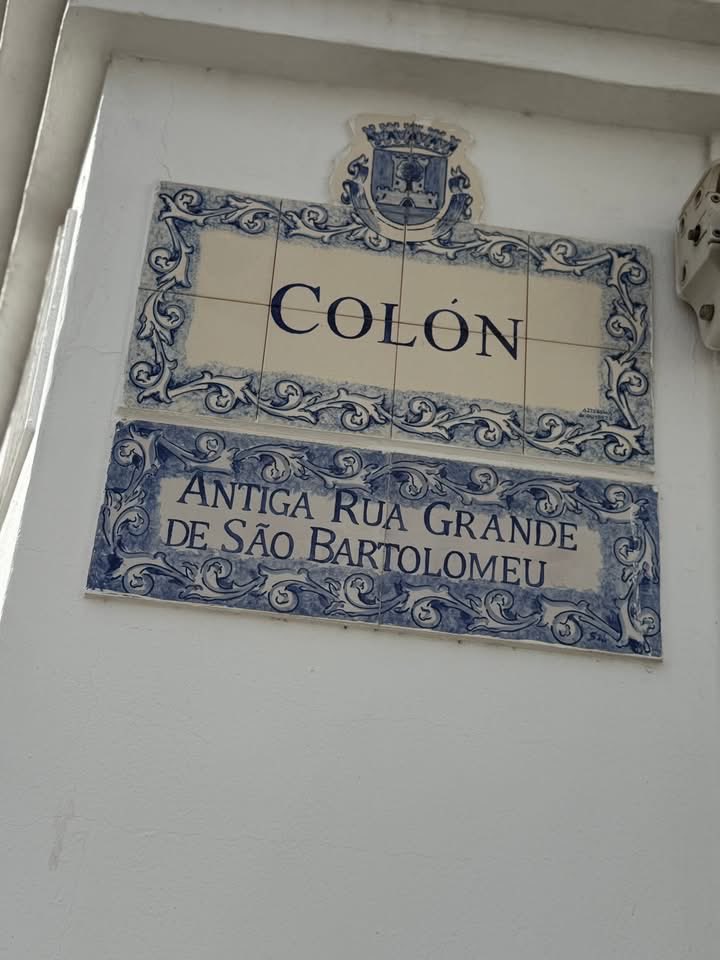 COLÓN
ANTIGA RUA GRANDE
DE SÃO BARTOLOMEU